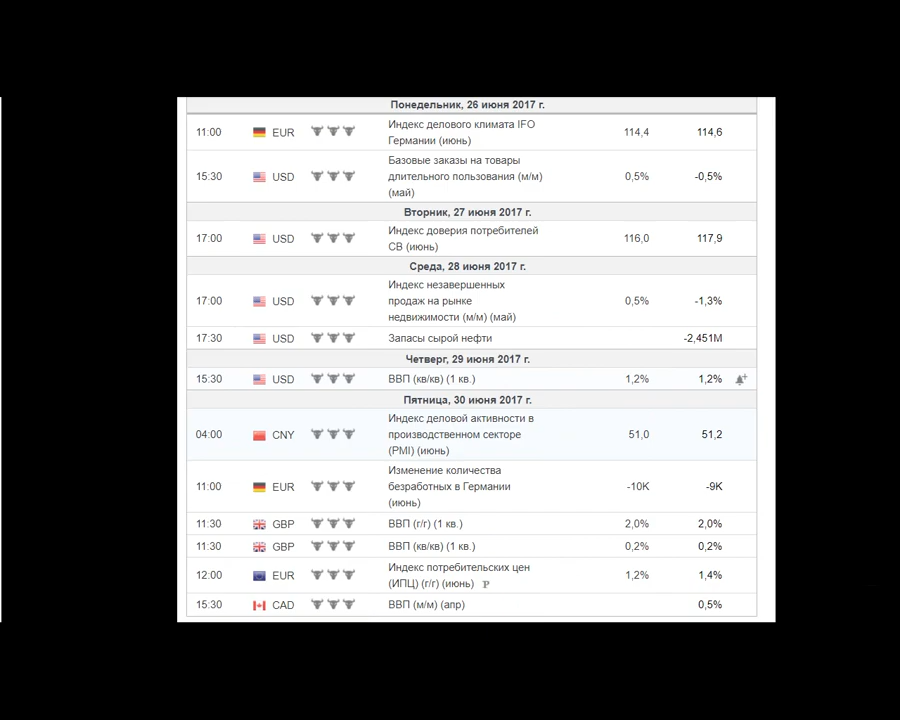 Понедельник, 26 июня 2017 г.
11:00 EUR Индекс делового климата IFO 114,4 114,6
Германии (июнь)
Базовые заказы на товары
15:30 USD длительного пользования (м/м) 0,5% -0,5%
(май)
Вторник, 27 июня 2017 г.
17:00 USD Индекс доверия потребителей 116,0 117,9
CB (июнь)
Среда, 28 июня 2017 г.
Индекс незавершенных
17:00 USD продаж на рынке 0,5% -1,3%
недвижимости (м/м) (май)
17:30 USD Запасы сырой нефти -2,451M
Четверг, 29 июня 2017 г.
15:30 USD ВВП (кв/кв) (1 кв.) 1,2% 1,2%
Пятница, 30 июня 2017 г.
Индекс деловой активности в
04:00 CNY производственном секторе 51,0 51,2
(PMI) (июнь)
Изменение количества
11:00 EUR безработных в Германии -10K -9K
(июнь)
11:30 GBP ВВП (г/г) (1 кв.) 2,0% 2,0%
11:30 GBP ВВП (кв/кв) (1 кв.) 0,2% 0,2%
12:00 EUR Индекс потребительских цен 1,2% 1,4%
(ИПЦ) (г/г) (июнь) P
15:30 CAD ВВП (м/м) (апр) 0,5%